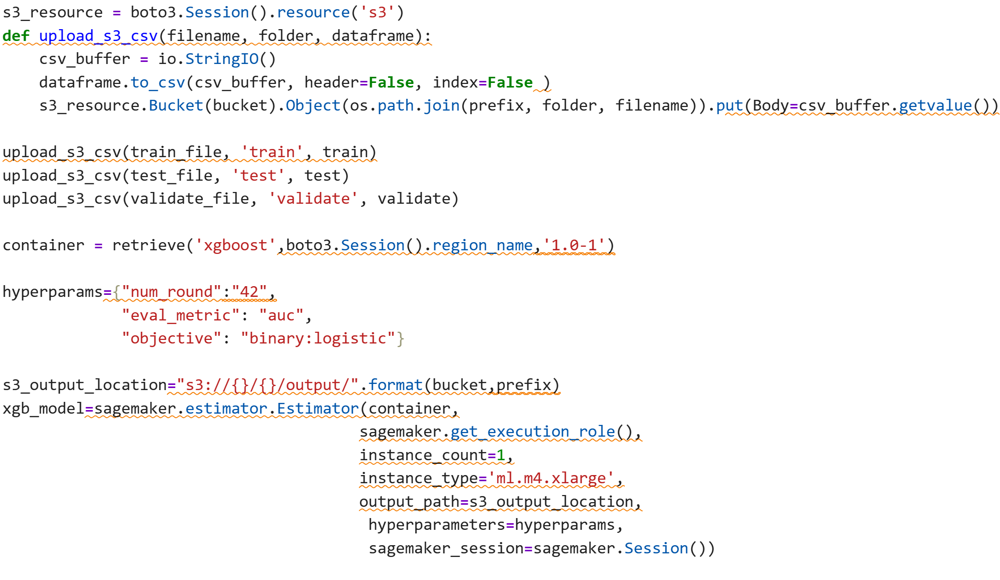 s3_resource = boto3.Session().resource('s3')
def upload_s3_csv(filename, folder, dataframe):
    csv_buffer = io.StringIO()
    dataframe.to_csv(csv_buffer, header=False, index=False )
    s3_resource.Bucket(bucket).Object(os.path.join(prefix, folder, filename)).put(Body=csv_buffer.getvalue())

upload_s3_csv(train_file, 'train', train)
upload_s3_csv(test_file, 'test', test)
upload_s3_csv(validate_file, 'validate', validate)

container = retrieve('xgboost',boto3.Session().region_name,'1.0-1')

hyperparams={"num_round":"42",
             "eval_metric": "auc",
             "objective": "binary:logistic"}

s3_output_location="s3://{}/{}/output/".format(bucket,prefix)
xgb_model=sagemaker.estimator.Estimator(container,
                                       sagemaker.get_execution_role(),
                                       instance_count=1,
                                       instance_type='ml.m4.xlarge',
                                       output_path=s3_output_location,
                                        hyperparameters=hyperparams,
                                        sagemaker_session=sagemaker.Session())